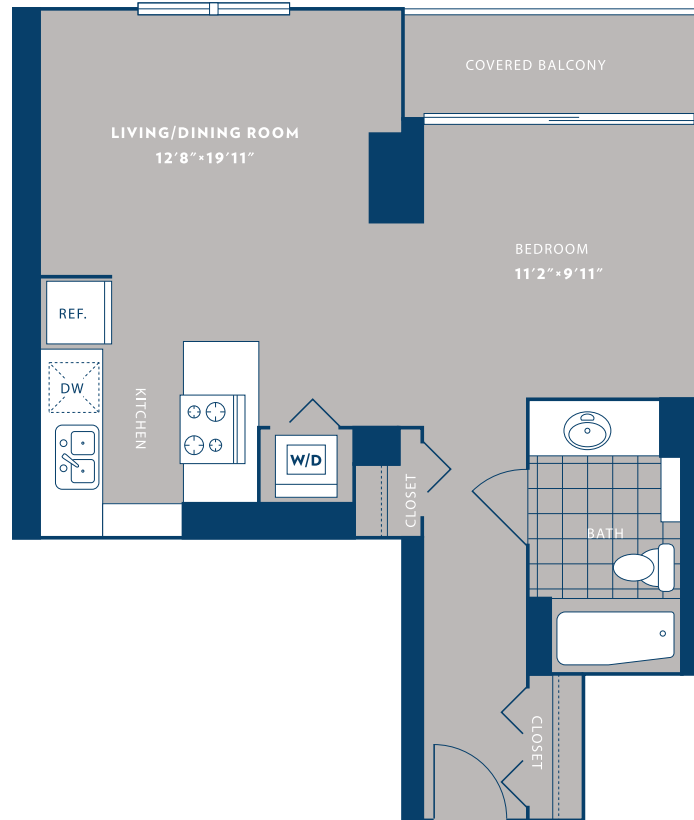 COVERED BALCONY
LIVING/DINING ROOM
12'8"×19'11"
BEDROOM
11'2"×9'11"
REF.
DW
KITCHEN
W/D
CLOSET
BATH
CLOSET